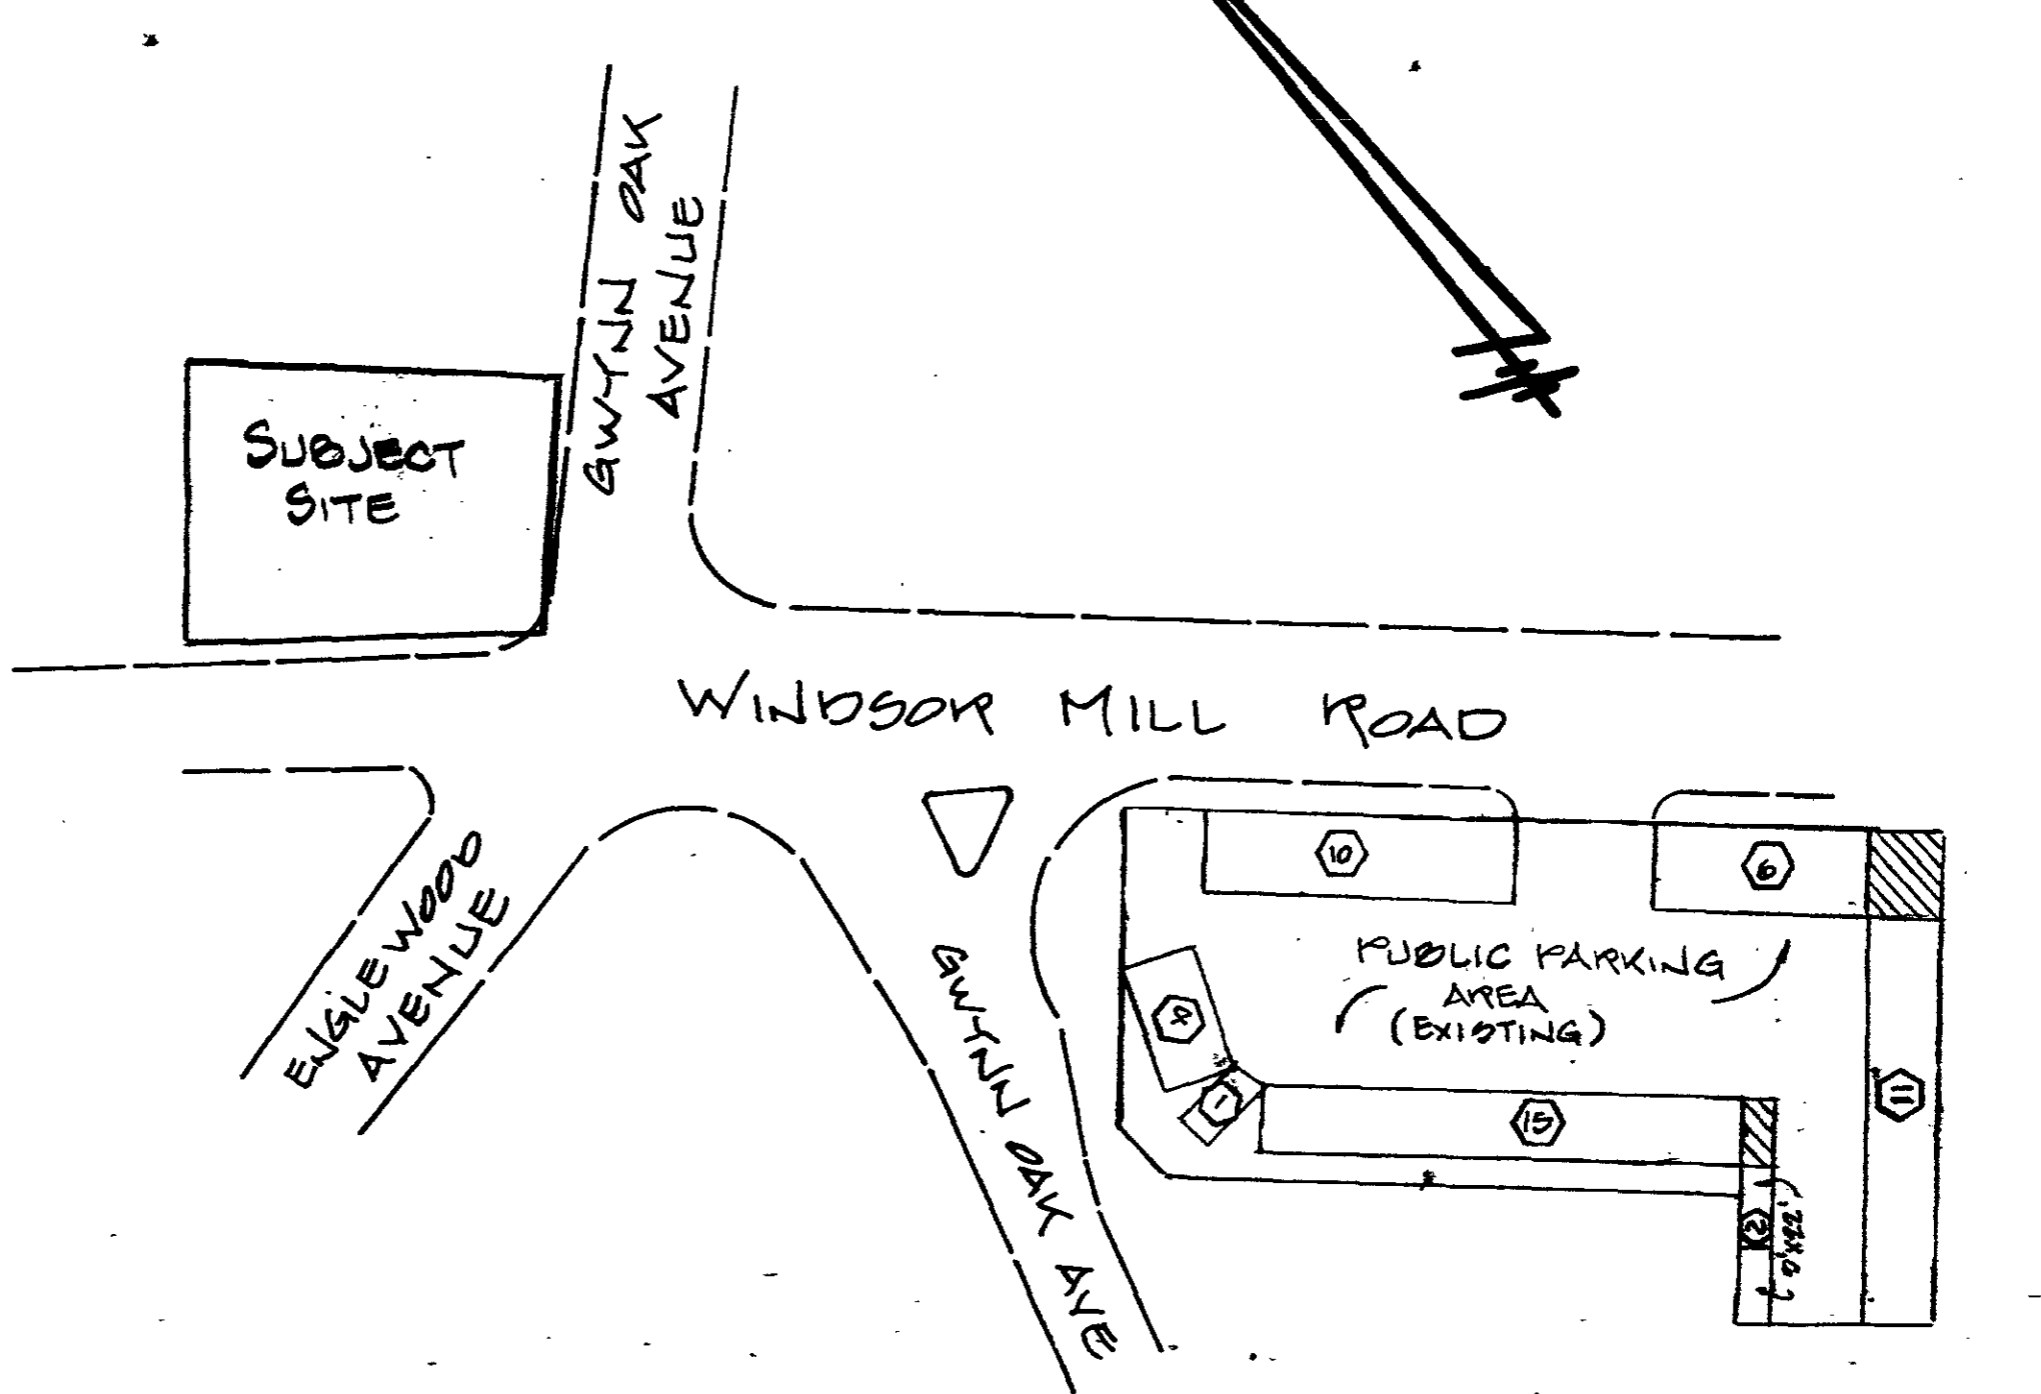 GWYNN OAK
AVENUE
SUBJECT
SITE
WINDSOR MILL ROAD
ENGLEWOOD
AVENUE
GWYNN OAK AVE
10
6
PUBLIC PARKING
AREA
(EXISTING)
1
15
11
2